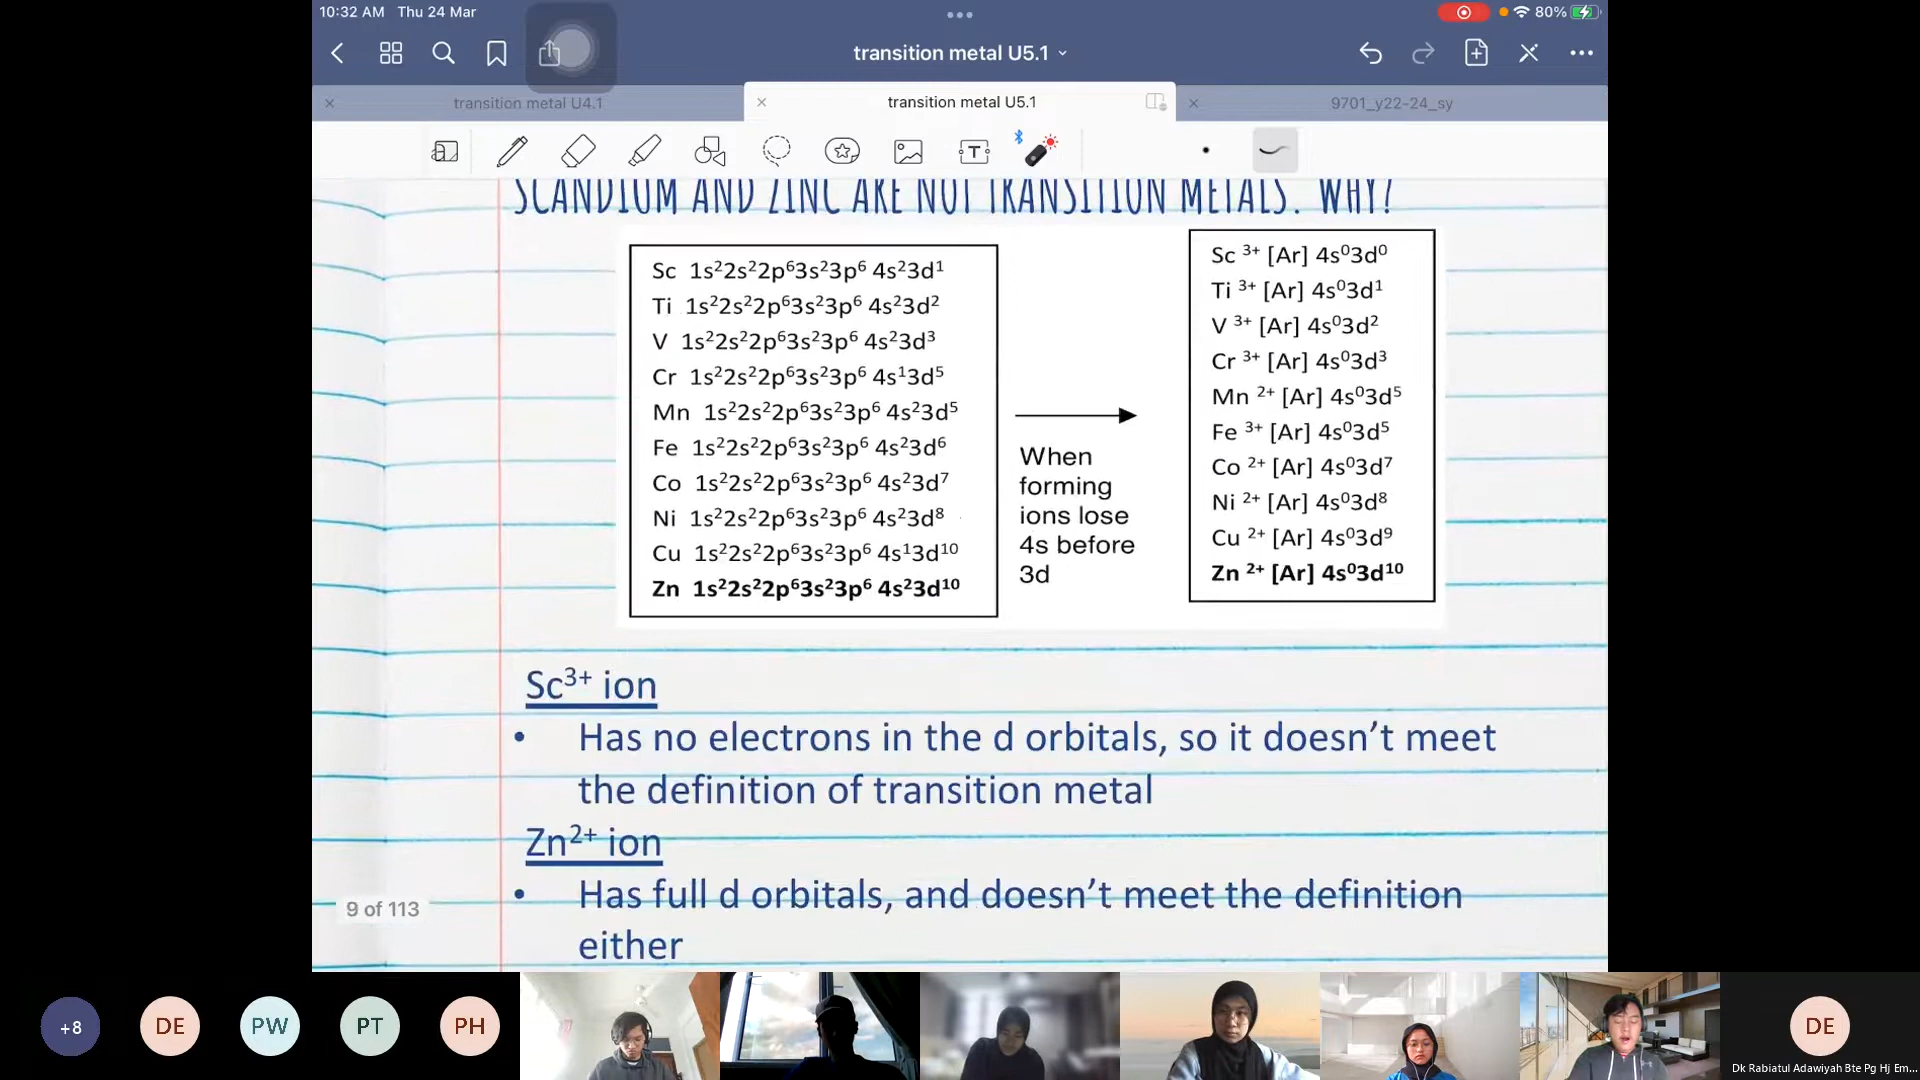 10:32 AM Thu 24 Mar
80%
transition metal U5.1
transition metal U4.1
transition metal U5.1
9701_y22-24_sy
SCANDIUM AND ZINC ARE NOT TRANSITION METALS. WHY?
Sc 1s²2s²2p⁶3s²3p⁶ 4s²3d¹
Ti 1s²2s²2p⁶3s²3p⁶ 4s²3d²
V 1s²2s²2p⁶3s²3p⁶ 4s²3d³
Cr 1s²2s²2p⁶3s²3p⁶ 4s¹3d⁵
Mn 1s²2s²2p⁶3s²3p⁶ 4s²3d⁵
Fe 1s²2s²2p⁶3s²3p⁶ 4s²3d⁶
Co 1s²2s²2p⁶3s²3p⁶ 4s²3d⁷
Ni 1s²2s²2p⁶3s²3p⁶ 4s²3d⁸
Cu 1s²2s²2p⁶3s²3p⁶ 4s¹3d¹⁰
Zn 1s²2s²2p⁶3s²3p⁶ 4s²3d¹⁰
When
forming
ions lose
4s before
3d
Sc ³⁺ [Ar] 4s⁰3d⁰
Ti ³⁺ [Ar] 4s⁰3d¹
V ³⁺ [Ar] 4s⁰3d²
Cr ³⁺ [Ar] 4s⁰3d³
Mn ²⁺ [Ar] 4s⁰3d⁵
Fe ³⁺ [Ar] 4s⁰3d⁵
Co ²⁺ [Ar] 4s⁰3d⁷
Ni ²⁺ [Ar] 4s⁰3d⁸
Cu ²⁺ [Ar] 4s⁰3d⁹
Zn ²⁺ [Ar] 4s⁰3d¹⁰
Sc³⁺ ion
• Has no electrons in the d orbitals, so it doesn’t meet
the definition of transition metal
Zn²⁺ ion
• Has full d orbitals, and doesn’t meet the definition
either
9 of 113
+8
DE
PW
PT
PH
DE
Dk Rabiatul Adawiyah Bte Pg Hj Em...